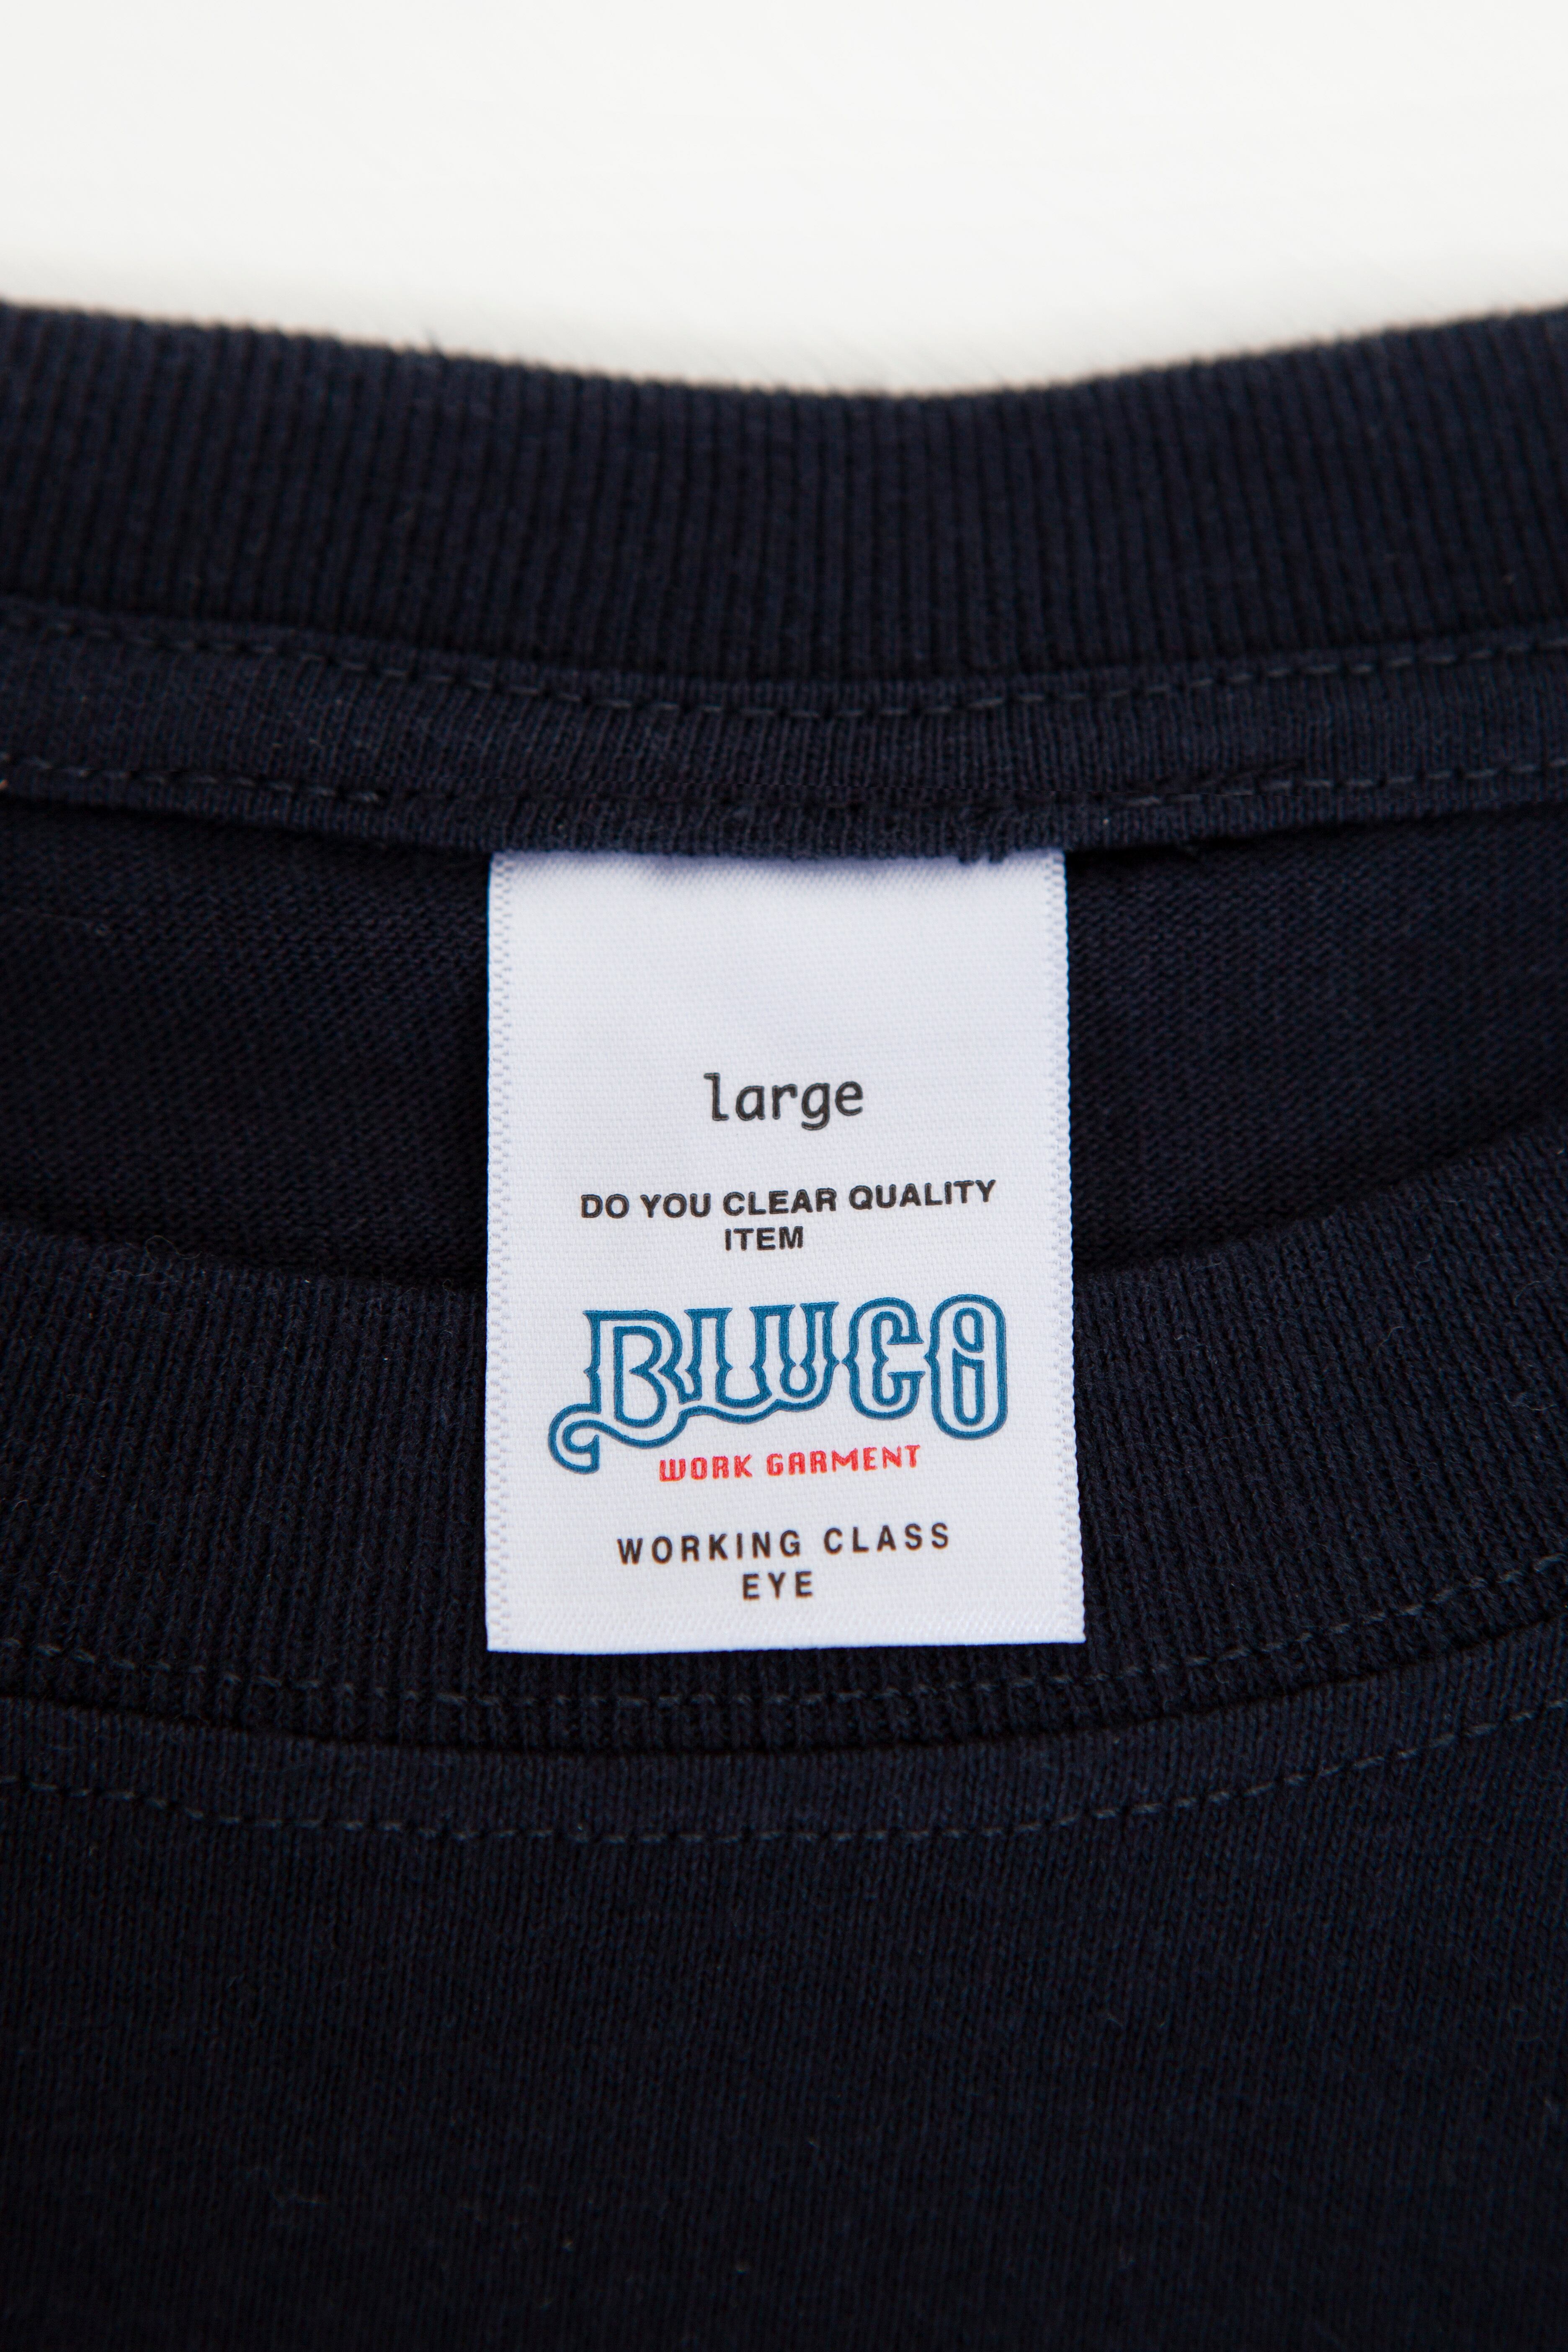 large
DO YOU CLEAR QUALITY
ITEM
BLUCO
WORK GARMENT
WORKING CLASS
EYE